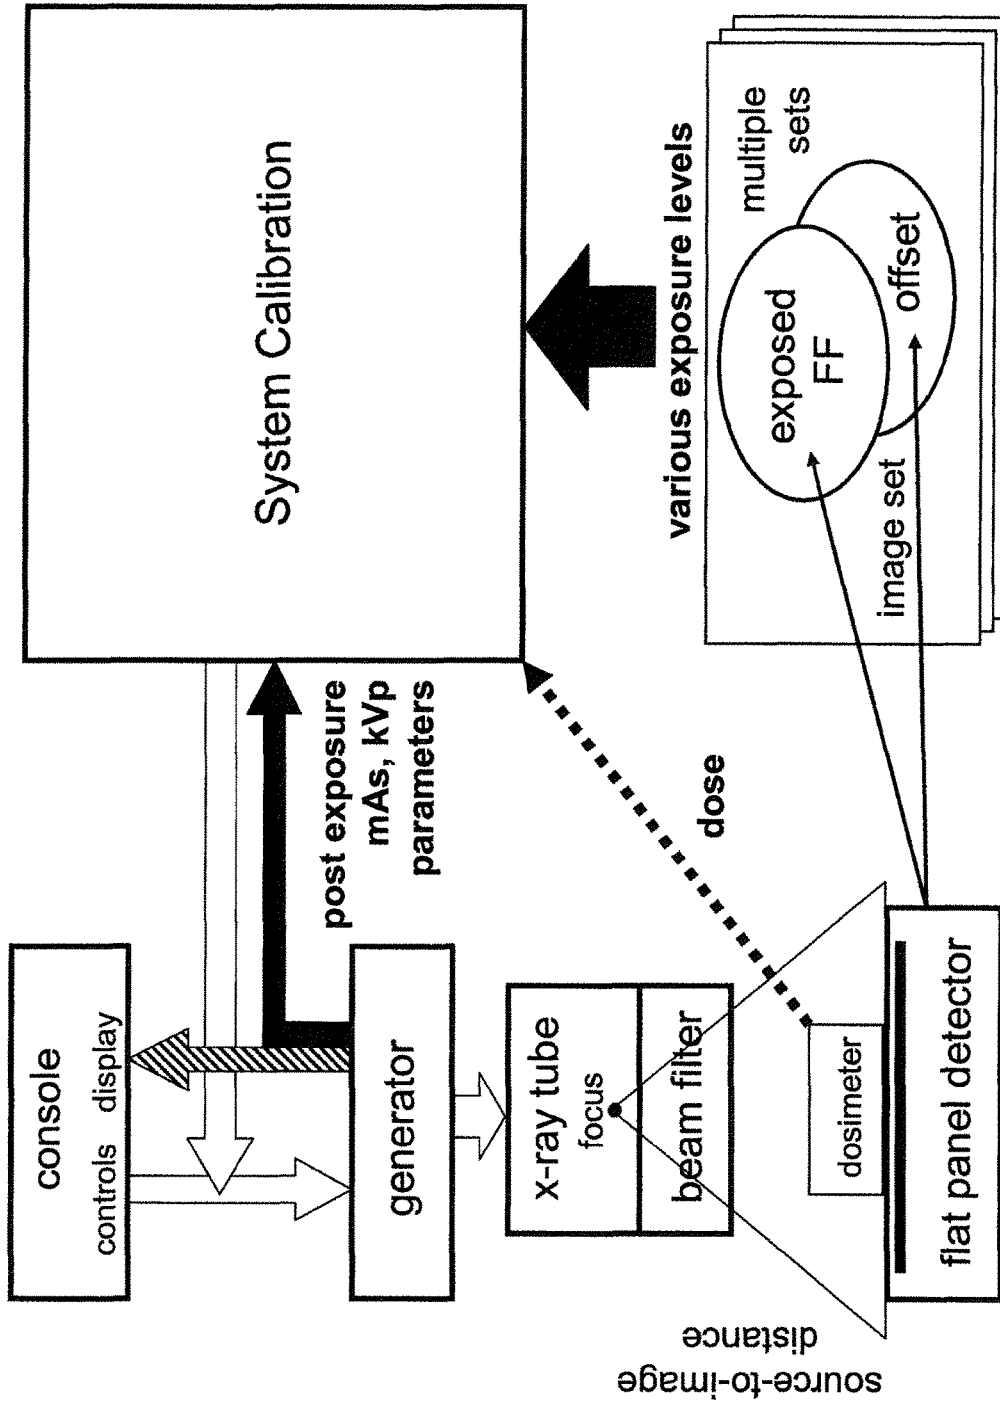 console
controls display
generator
x-ray tube
focus
beam filter
dosimeter
flat panel detector
source-to-image
distance
post exposure
mAs, kVp
parameters
dose
System Calibration
various exposure levels
multiple
sets
exposed
FF
offset
image set